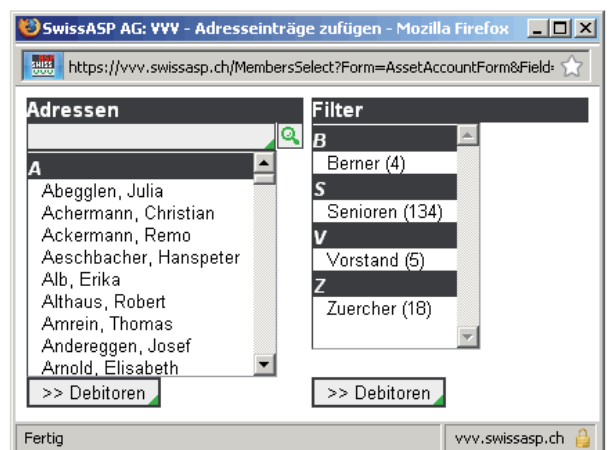 SwissASP AG: VVV - Adresseinträge zufügen - Mozilla Firefox
https://vvv.swissasp.ch/MembersSelect?Form=AssetAccountForm&Field=
Adressen
A
Abegglen, Julia
Achermann, Christian
Ackermann, Remo
Aeschbacher, Hanspeter
Alb, Erika
Althaus, Robert
Amrein, Thomas
Andereggen, Josef
Arnold, Elisabeth
>> Debitoren
Filter
B
Berner (4)
S
Senioren (134)
V
Vorstand (5)
Z
Zuercher (18)
>> Debitoren
Fertig
vvv.swissasp.ch